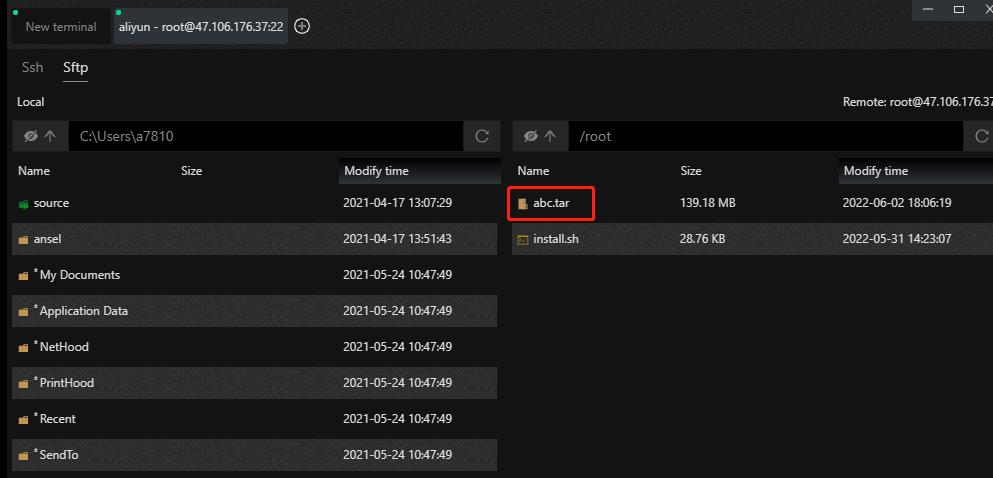 New terminal aliyun - root@47.106.176.37:22
Ssh Sftp
Local Remote: root@47.106.176.37
C:\Users\a7810 /root
Name Size Modify time Name Size Modify time
source 2021-04-17 13:07:29 abc.tar 139.18 MB 2022-06-02 18:06:19
ansel 2021-04-17 13:51:43 install.sh 28.76 KB 2022-05-31 14:23:07
*My Documents 2021-05-24 10:47:49
*Application Data 2021-05-24 10:47:49
*NetHood 2021-05-24 10:47:49
*PrintHood 2021-05-24 10:47:49
*Recent 2021-05-24 10:47:49
*SendTo 2021-05-24 10:47:49